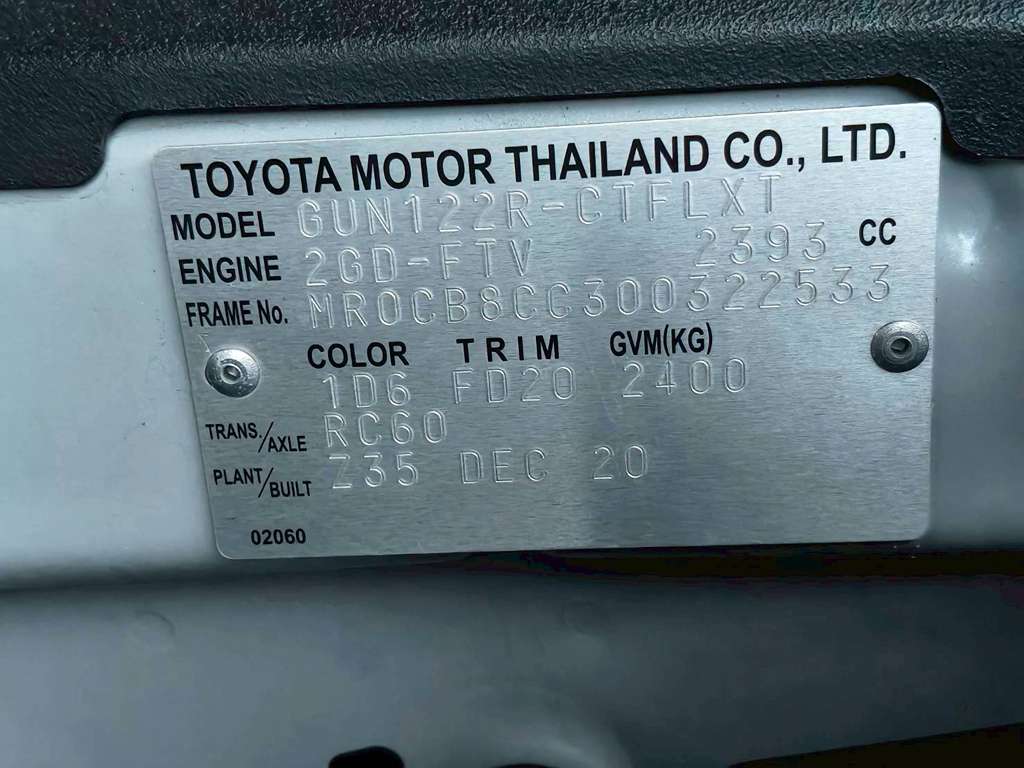 TOYOTA MOTOR THAILAND CO., LTD.
MODEL GUN122R-CTFLXT
ENGINE 2GD-FTV 2393 CC
FRAME No. MR0CB8CC300322533
COLOR TRIM GVM(KG)
1D6 FD20 2400
TRANS./AXLE RC60
PLANT/BUILT Z35 DEC 20
02060